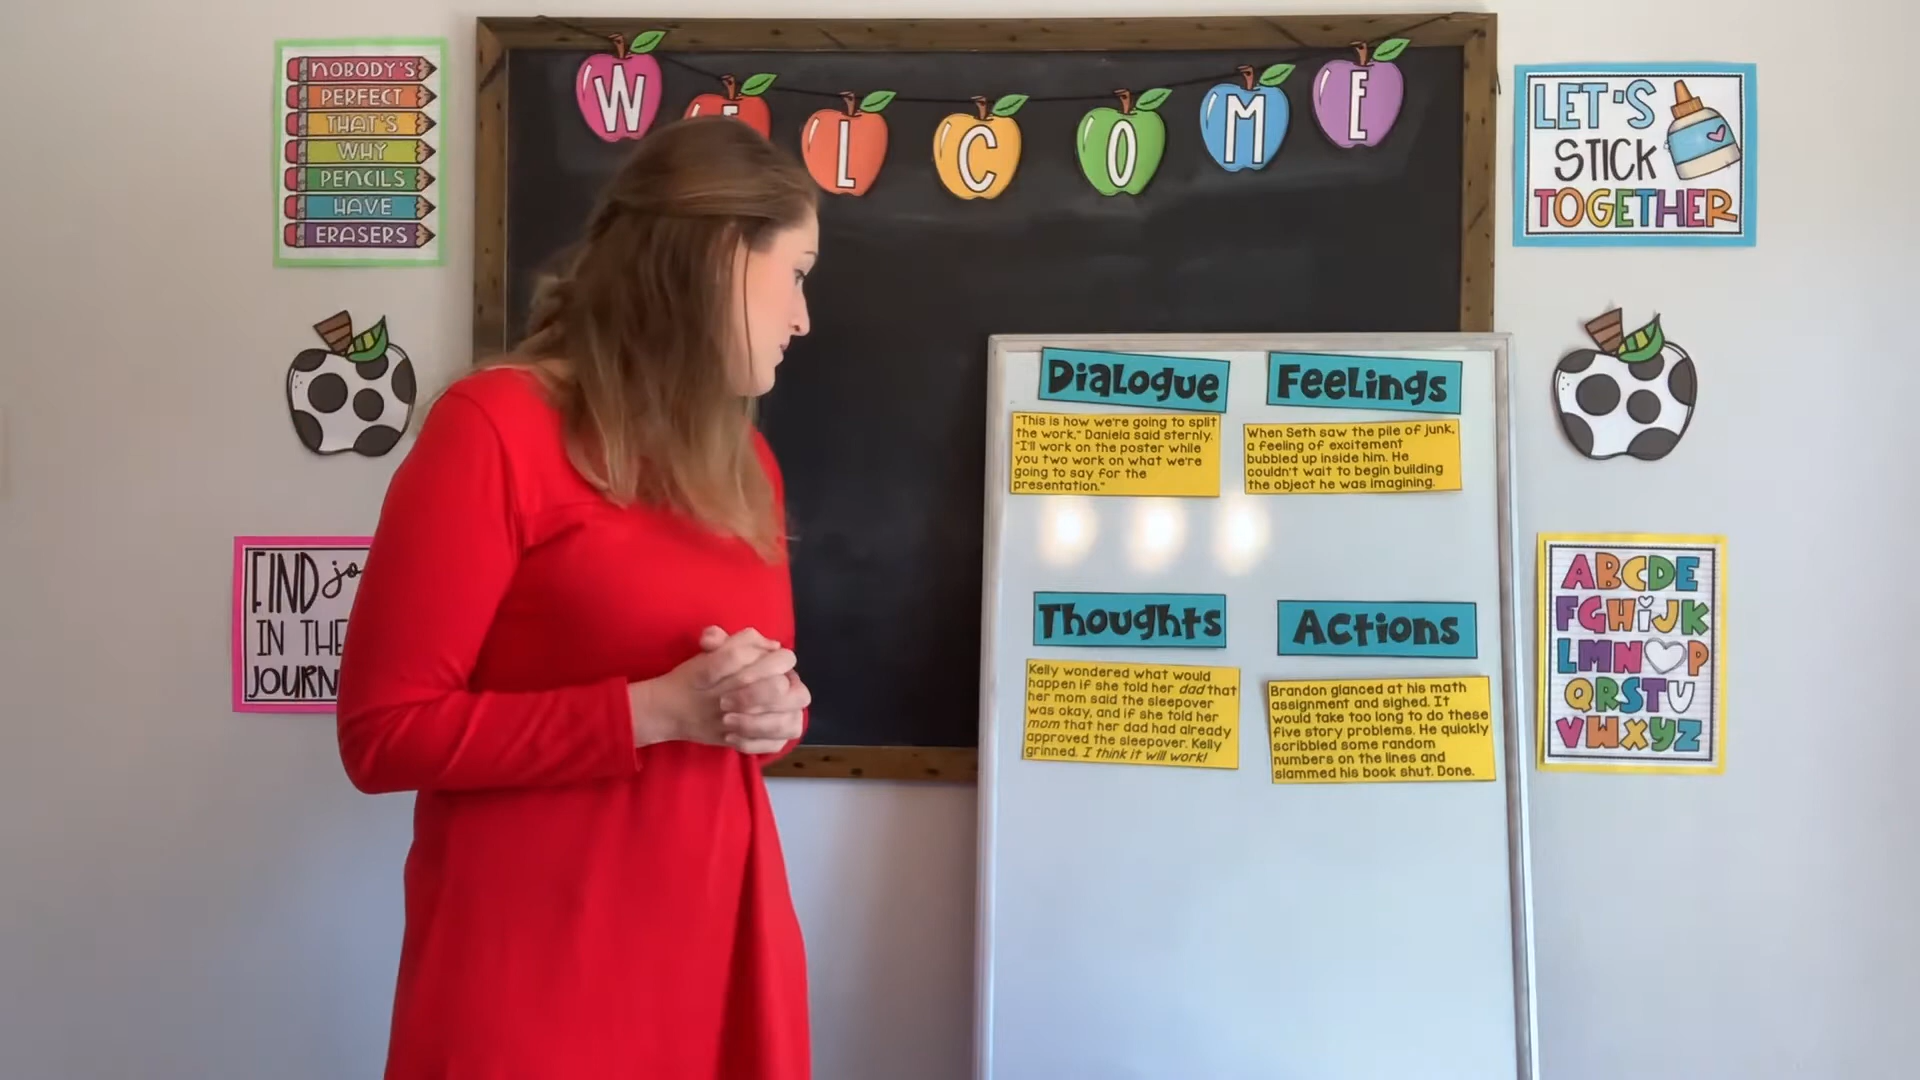 NOBODY'S
PERFECT
THAT'S
WHY
PENCILS
HAVE
ERASERS
W E L C O M E
LET'S
STICK
TOGETHER
FIND jo
IN THE
JOURN
Dialogue
"This is how we're going to split
the work," Daniela said sternly.
"I'll work on the poster while
you two work on what we're
going to say for the
presentation."
Feelings
When Seth saw the pile of junk,
a feeling of excitement
bubbled up inside him. He
couldn't wait to begin building
the object he was imagining.
Thoughts
Kelly wondered what would
happen if she told her dad that
her mom said the sleepover
was okay, and if she told her
mom that her dad had already
approved the sleepover. Kelly
grinned. I think it will work!
Actions
Brandon glanced at his math
assignment and sighed. It
would take too long to do these
five story problems. He quickly
scribbled some random
numbers on the lines and
slammed his book shut. Done.
ABCDE
FGHiJK
LMN P
QRSTU
VWXYZ